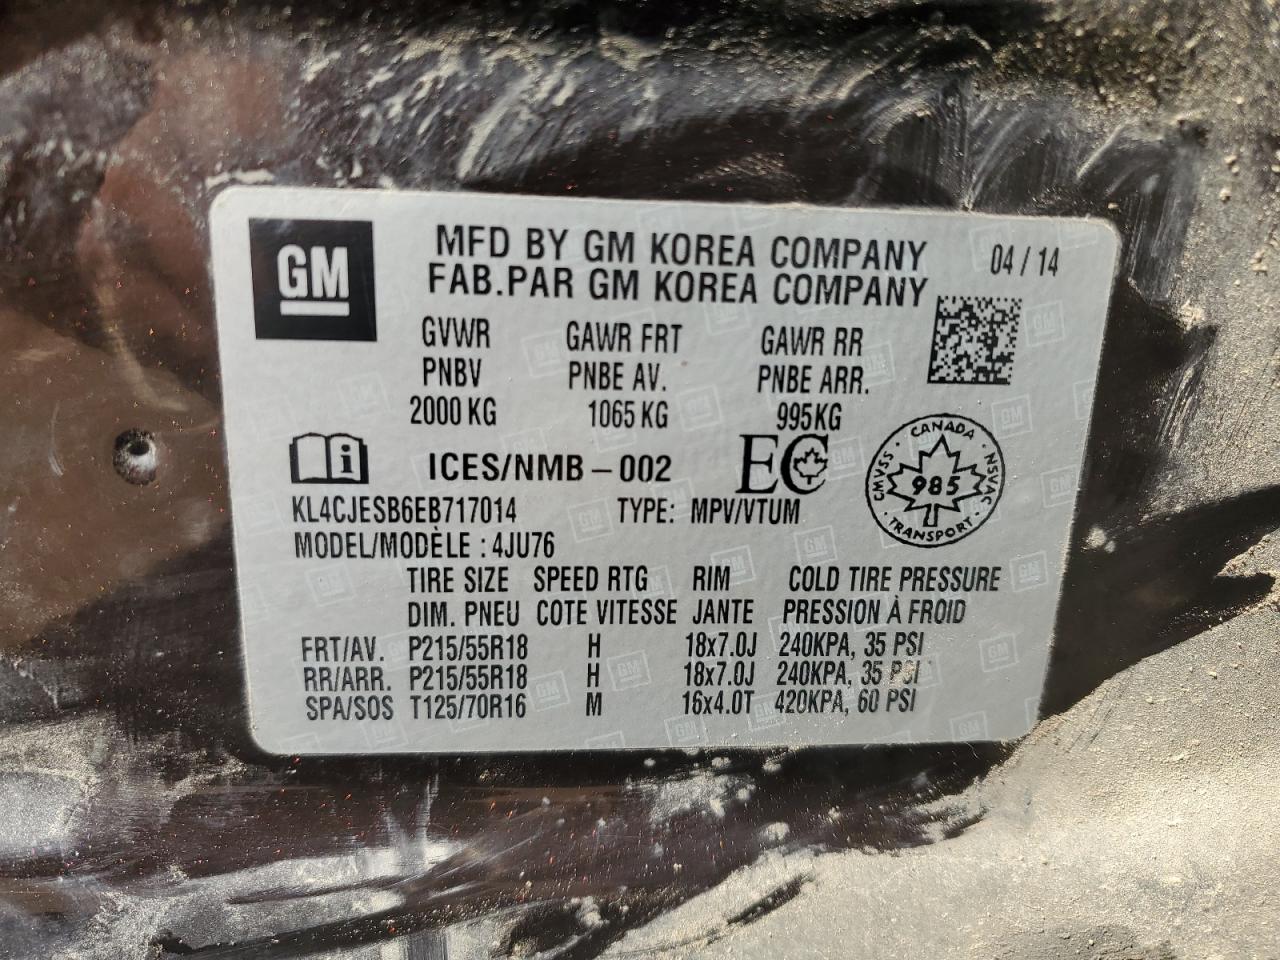 GM
MFD BY GM KOREA COMPANY 04 / 14
FAB.PAR GM KOREA COMPANY
GVWR GAWR FRT GAWR RR
PNBV PNBE AV. PNBE ARR.
2000 KG 1065 KG 995KG
i ICES/NMB-002 EC
CANADA
CMVSS 985 NSVAC
TRANSPORT
KL4CJESB6EB717014 TYPE: MPV/VTUM
MODEL/MODÈLE : 4JU76
TIRE SIZE SPEED RTG RIM COLD TIRE PRESSURE
DIM. PNEU COTE VITESSE JANTE PRESSION À FROID
FRT/AV. P215/55R18 H 18x7.0J 240KPA, 35 PSI
RR/ARR. P215/55R18 H 18x7.0J 240KPA, 35 PSI
SPA/SOS T125/70R16 M 16x4.0T 420KPA, 60 PSI